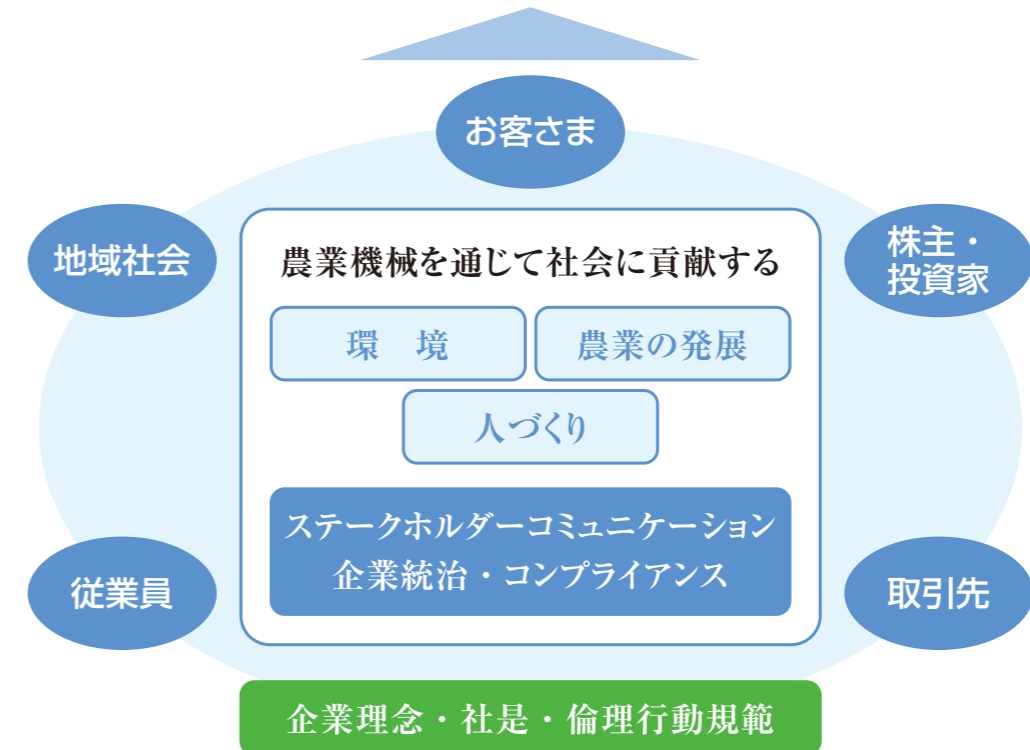 お客さま
地域社会
株主・
投資家
農業機械を通じて社会に貢献する
環　境
農業の発展
人づくり
ステークホルダーコミュニケーション
企業統治・コンプライアンス
従業員
取引先
企業理念・社是・倫理行動規範